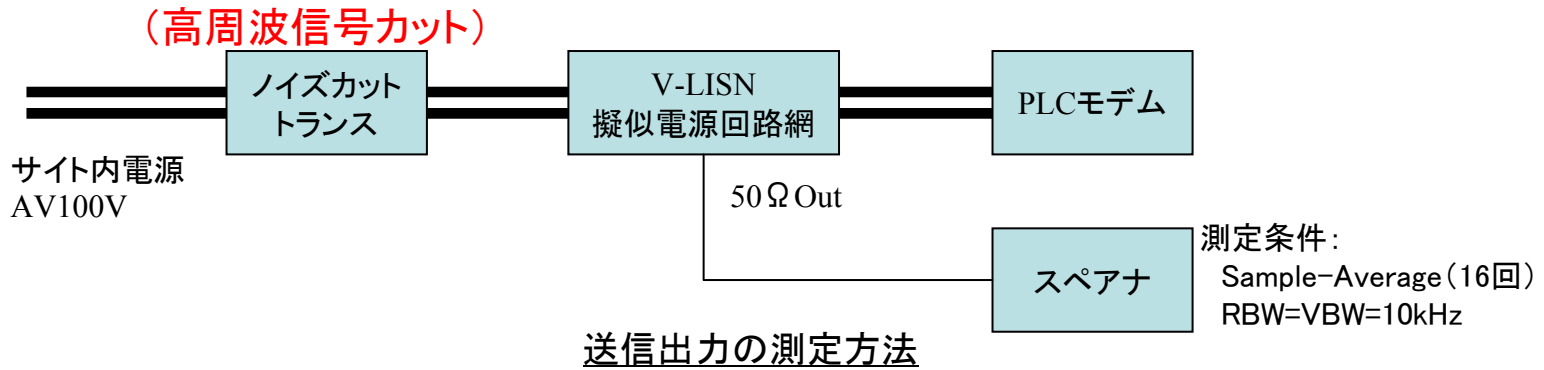 （高周波信号カット）
ノイズカット
トランス
V-LISN
擬似電源回路網
PLCモデム
サイト内電源
AV100V
50Ω Out
スペアナ
測定条件：
Sample-Average（16回）
RBW=VBW=10kHz
送信出力の測定方法